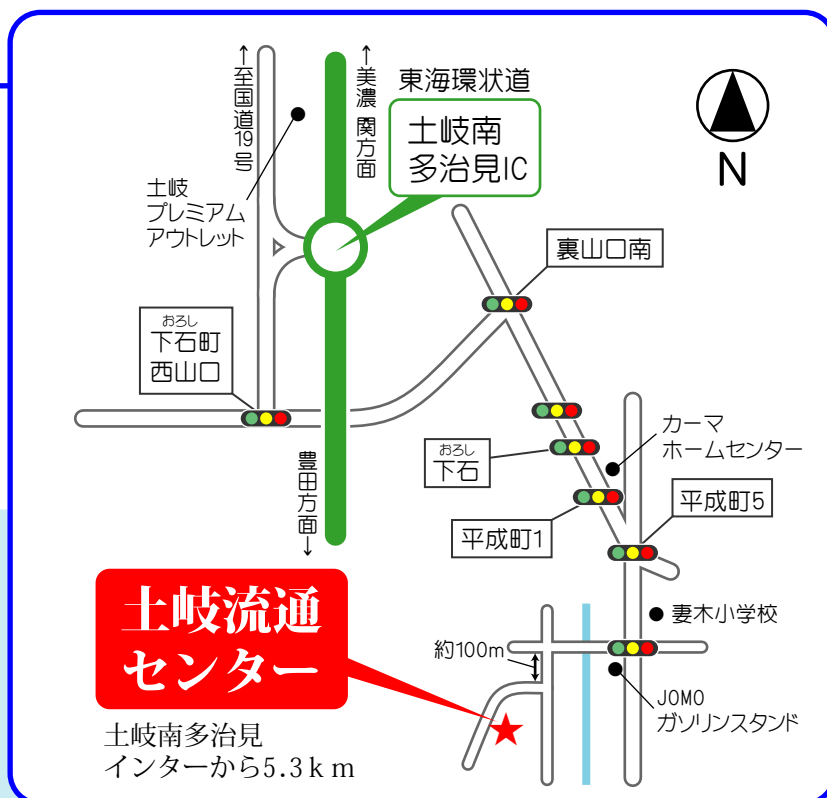 ←至国道19号
←美濃 関方面
東海環状道
土岐南
多治見IC
N
土岐
プレミアム
アウトレット
裏山口南
おろし
下石町
西山口
カーマ
ホームセンター
おろし
下石
豊田方面→
平成町5
平成町1
土岐流通
センター
妻木小学校
約100m
JOMO
ガソリンスタンド
土岐南多治見
インターから5.3km